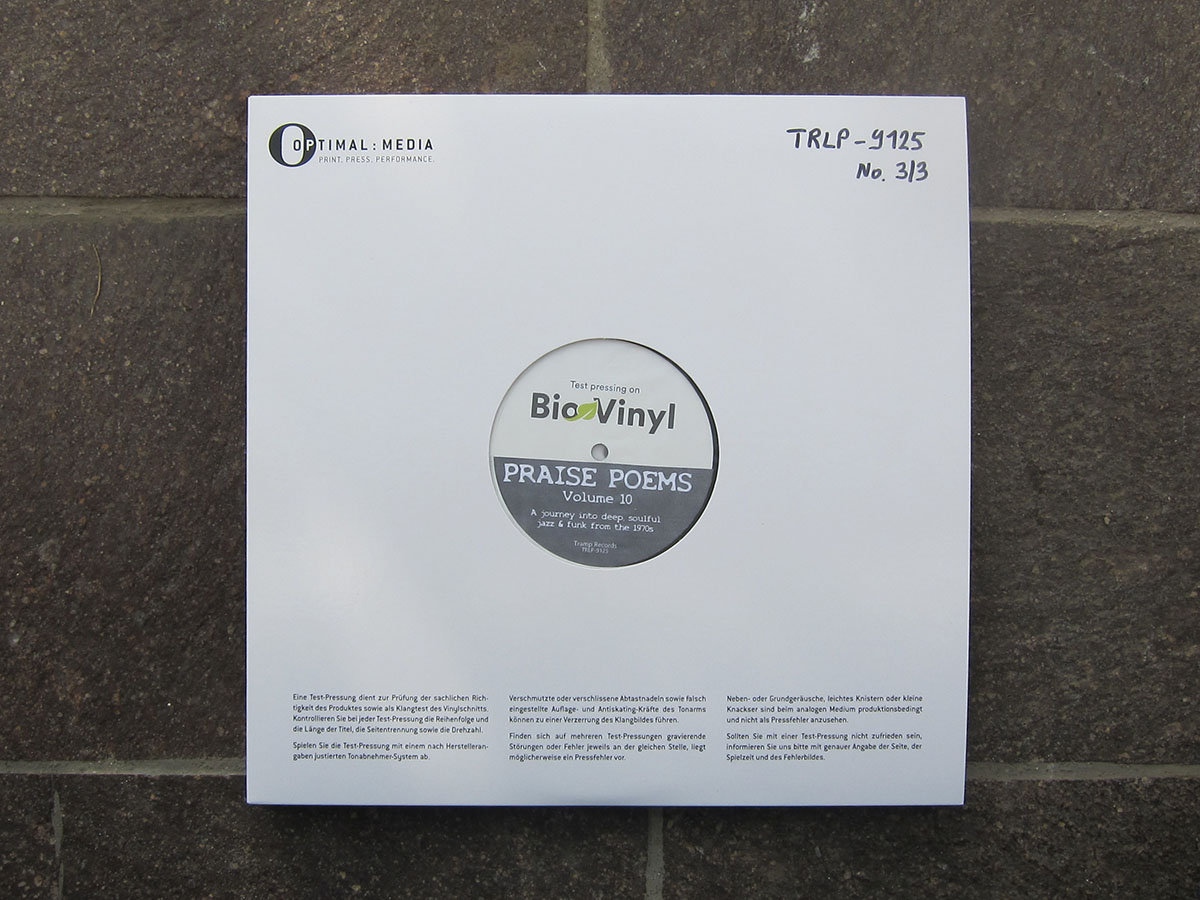 OPTIMAL : MEDIA
PRINT. PRESS. PERFORMANCE.
TRLP-9125
No. 3/3
Test pressing on
BioVinyl
PRAISE POEMS
Volume 10
A journey into deep, soulful
jazz & funk from the 1970s
Tramp Records
TRLP-9125
Eine Test-Pressung dient zur Prüfung der sachlichen Rich-
tigkeit des Produktes sowie als Klangtest des Vinylschnitts.
Kontrollieren Sie bei jeder Test-Pressung die Reihenfolge und
die Länge der Titel, die Seitentrennung sowie die Drehzahl.
Spielen Sie die Test-Pressung mit einem nach Herstelleran-
gaben justierten Tonabnehmer-System ab.
Verschmutzte oder verschlissene Abtastnadeln sowie falsch
eingestellte Auflage- und Antiskating-Kräfte des Tonarms
können zu einer Verzerrung des Klangbildes führen.
Finden sich auf mehreren Test-Pressungen gravierende
Störungen oder Fehler jeweils an der gleichen Stelle, liegt
möglicherweise ein Pressfehler vor.
Neben- oder Grundgeräusche, leichtes Knistern oder kleine
Knackser sind beim analogen Medium produktionsbedingt
und nicht als Pressfehler anzusehen.
Sollten Sie mit einer Test-Pressung nicht zufrieden sein,
informieren Sie uns bitte mit genauer Angabe der Seite, der
Spielzeit und des Fehlerbildes.